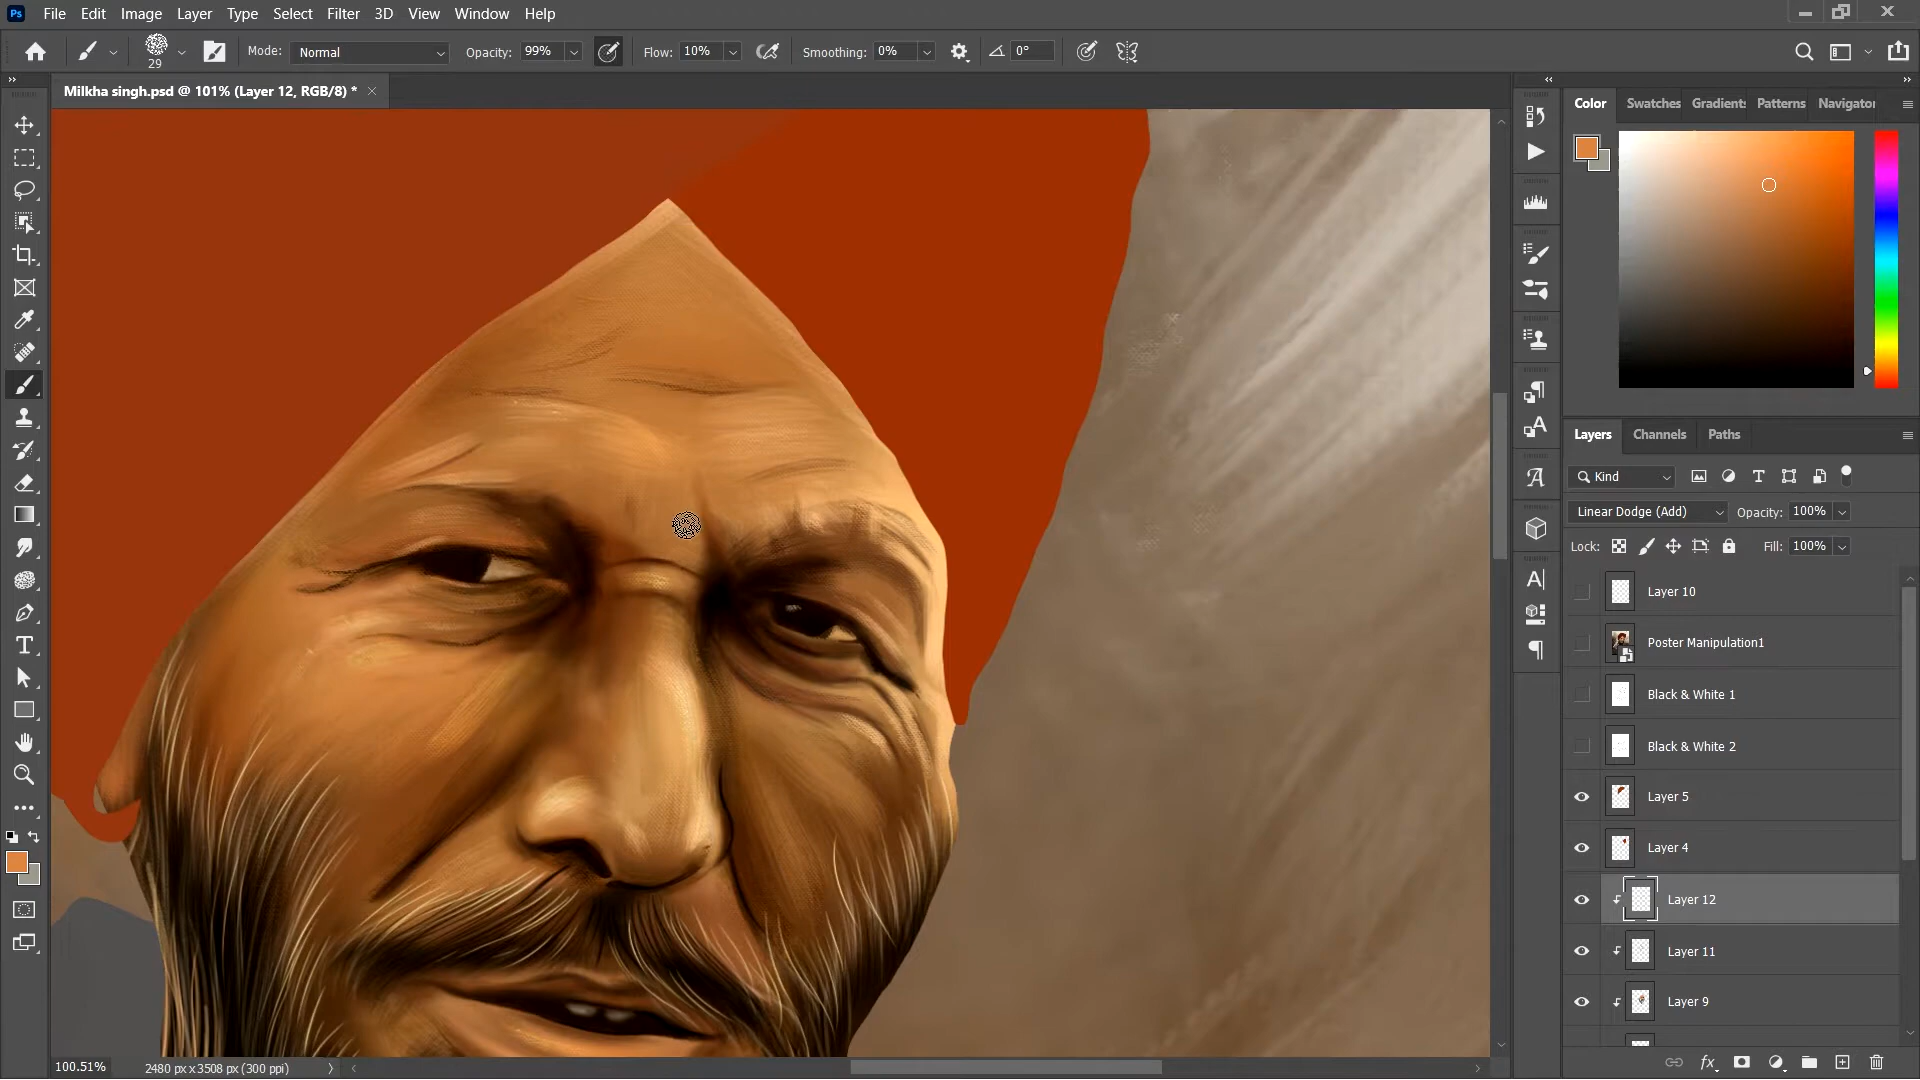 Ps File Edit Image Layer Type Select Filter 3D View Window Help
29 Mode: Normal Opacity: 99% Flow: 10% Smoothing: 0% 0°
Milkha singh.psd @ 101% (Layer 12, RGB/8) * ×
Color Swatches Gradients Patterns Navigator
Layers Channels Paths
Kind
Linear Dodge (Add) Opacity: 100%
Lock: Fill: 100%
Layer 10
Poster Manipulation1
Black & White 1
Black & White 2
Layer 5
Layer 4
Layer 12
Layer 11
Layer 9
100.51% 2480 px x 3508 px (300 ppi)